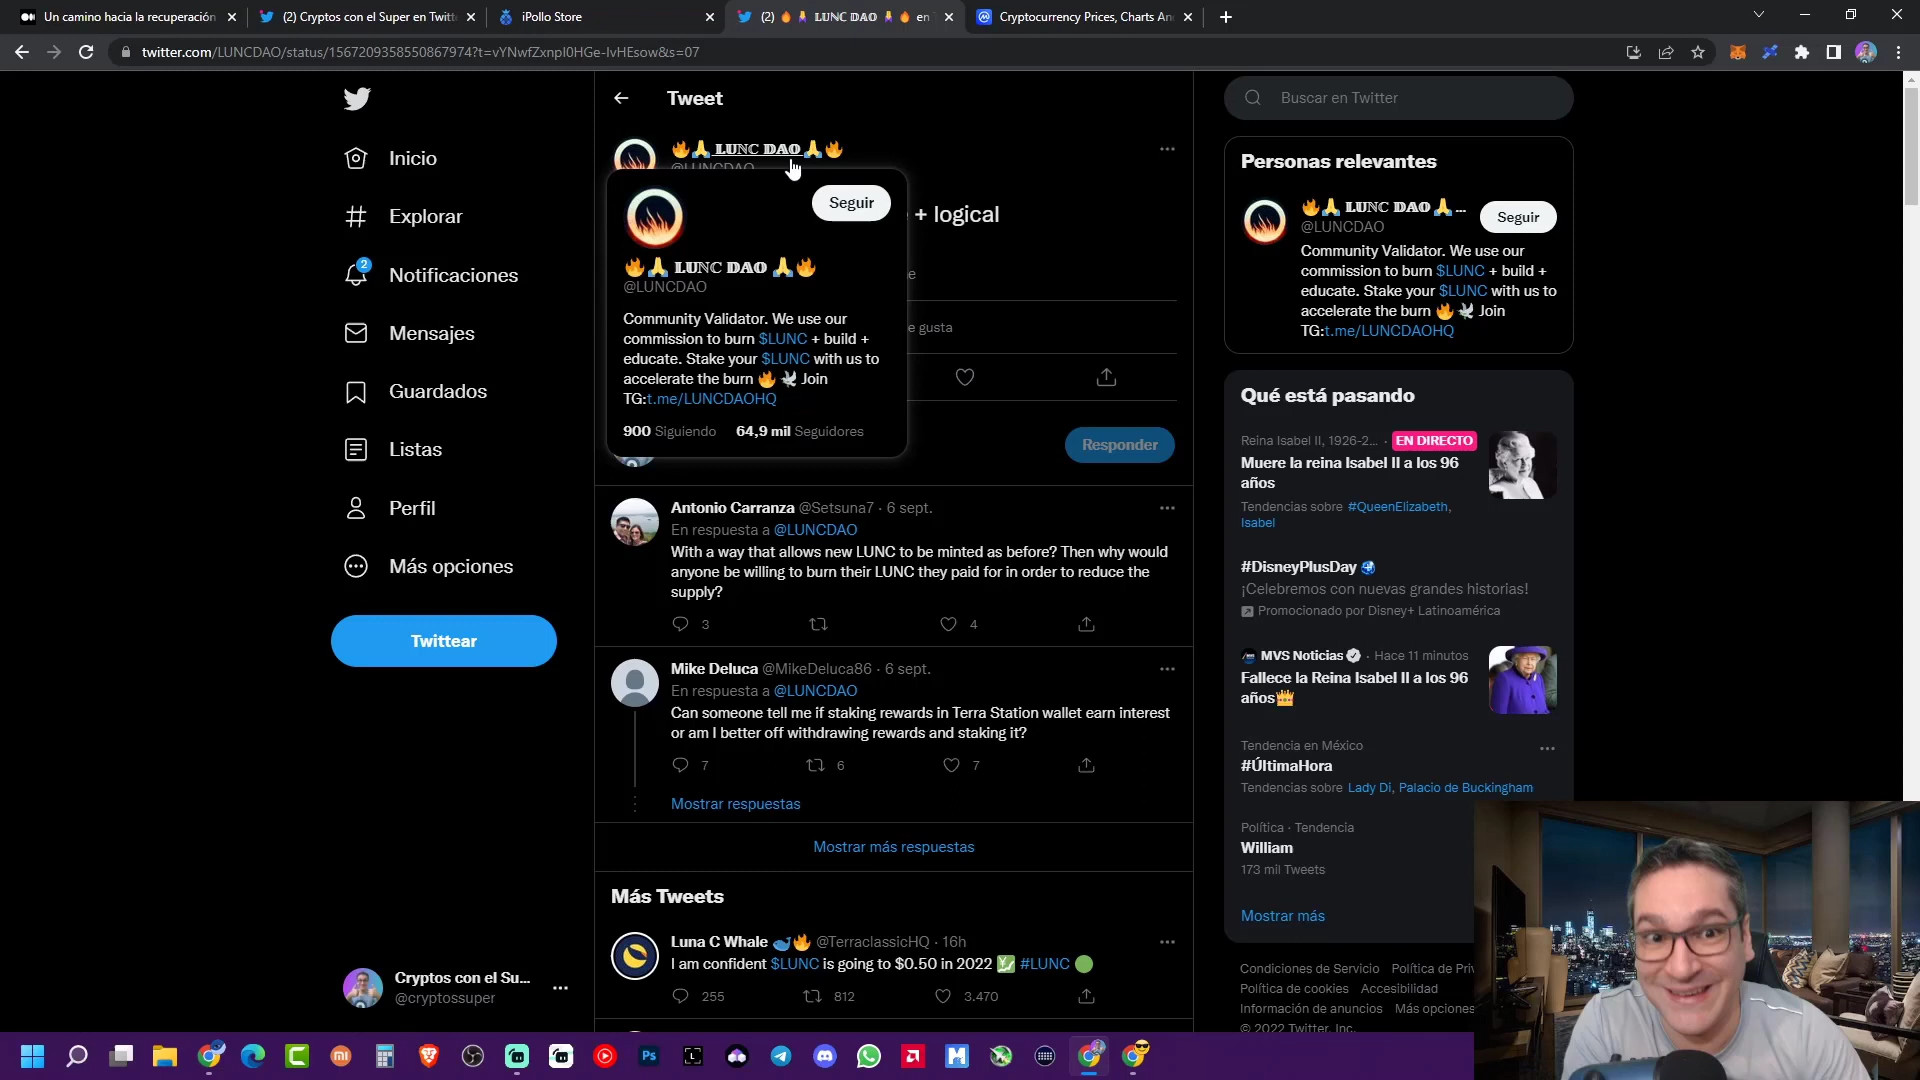 Un camino hacia la recuperación
(2) Cryptos con el Super en Twitt
iPollo Store
(2) 🔥🙏 LUNC DAO 🙏🔥 en
Cryptocurrency Prices, Charts An
twitter.com/LUNCDAO/status/1567209358550867974?t=vYNwfZxnpI0HGe-IvHEsow&s=07
Inicio
Explorar
2
Notificaciones
Mensajes
Guardados
Listas
Perfil
Más opciones
Twittear
Cryptos con el Su...
@cryptossuper
Tweet
🔥🙏 LUNC DAO 🙏🔥
@LUNCDAO
+ logical
Seguir
🔥🙏 LUNC DAO 🙏🔥
@LUNCDAO
Community Validator. We use our
commission to burn $LUNC + build +
educate. Stake your $LUNC with us to
accelerate the burn 🔥 🕊 Join
TG:t.me/LUNCDAOHQ
900 Siguiendo 64,9 mil Seguidores
e gusta
Responder
Antonio Carranza @Setsuna7 · 6 sept.
En respuesta a @LUNCDAO
With a way that allows new LUNC to be minted as before? Then why would
anyone be willing to burn their LUNC they paid for in order to reduce the
supply?
3 4
Mike Deluca @MikeDeluca86 · 6 sept.
En respuesta a @LUNCDAO
Can someone tell me if staking rewards in Terra Station wallet earn interest
or am I better off withdrawing rewards and staking it?
7 6 7
Mostrar respuestas
Mostrar más respuestas
Más Tweets
Luna C Whale 🐳🔥 @TerraclassicHQ · 16h
I am confident $LUNC is going to $0.50 in 2022 💹 #LUNC 🟢
255 812 3.470
Buscar en Twitter
Personas relevantes
🔥🙏 LUNC DAO 🙏...
@LUNCDAO
Seguir
Community Validator. We use our
commission to burn $LUNC + build +
educate. Stake your $LUNC with us to
accelerate the burn 🔥 🕊 Join
TG:t.me/LUNCDAOHQ
Qué está pasando
Reina Isabel II, 1926-2... · EN DIRECTO
Muere la reina Isabel II a los 96
años
Tendencias sobre #QueenElizabeth,
Isabel
#DisneyPlusDay
¡Celebremos con nuevas grandes historias!
Promocionado por Disney+ Latinoamérica
MVS Noticias · Hace 11 minutos
Fallece la Reina Isabel II a los 96
años👑
Tendencia en México
#ÚltimaHora
Tendencias sobre Lady Di, Palacio de Buckingham
Política · Tendencia
William
173 mil Tweets
Mostrar más
Condiciones de Servicio Política de Priv
Política de cookies Accesibilidad
Información de anuncios Más opciones
© 2022 Twitter, Inc.
Ps